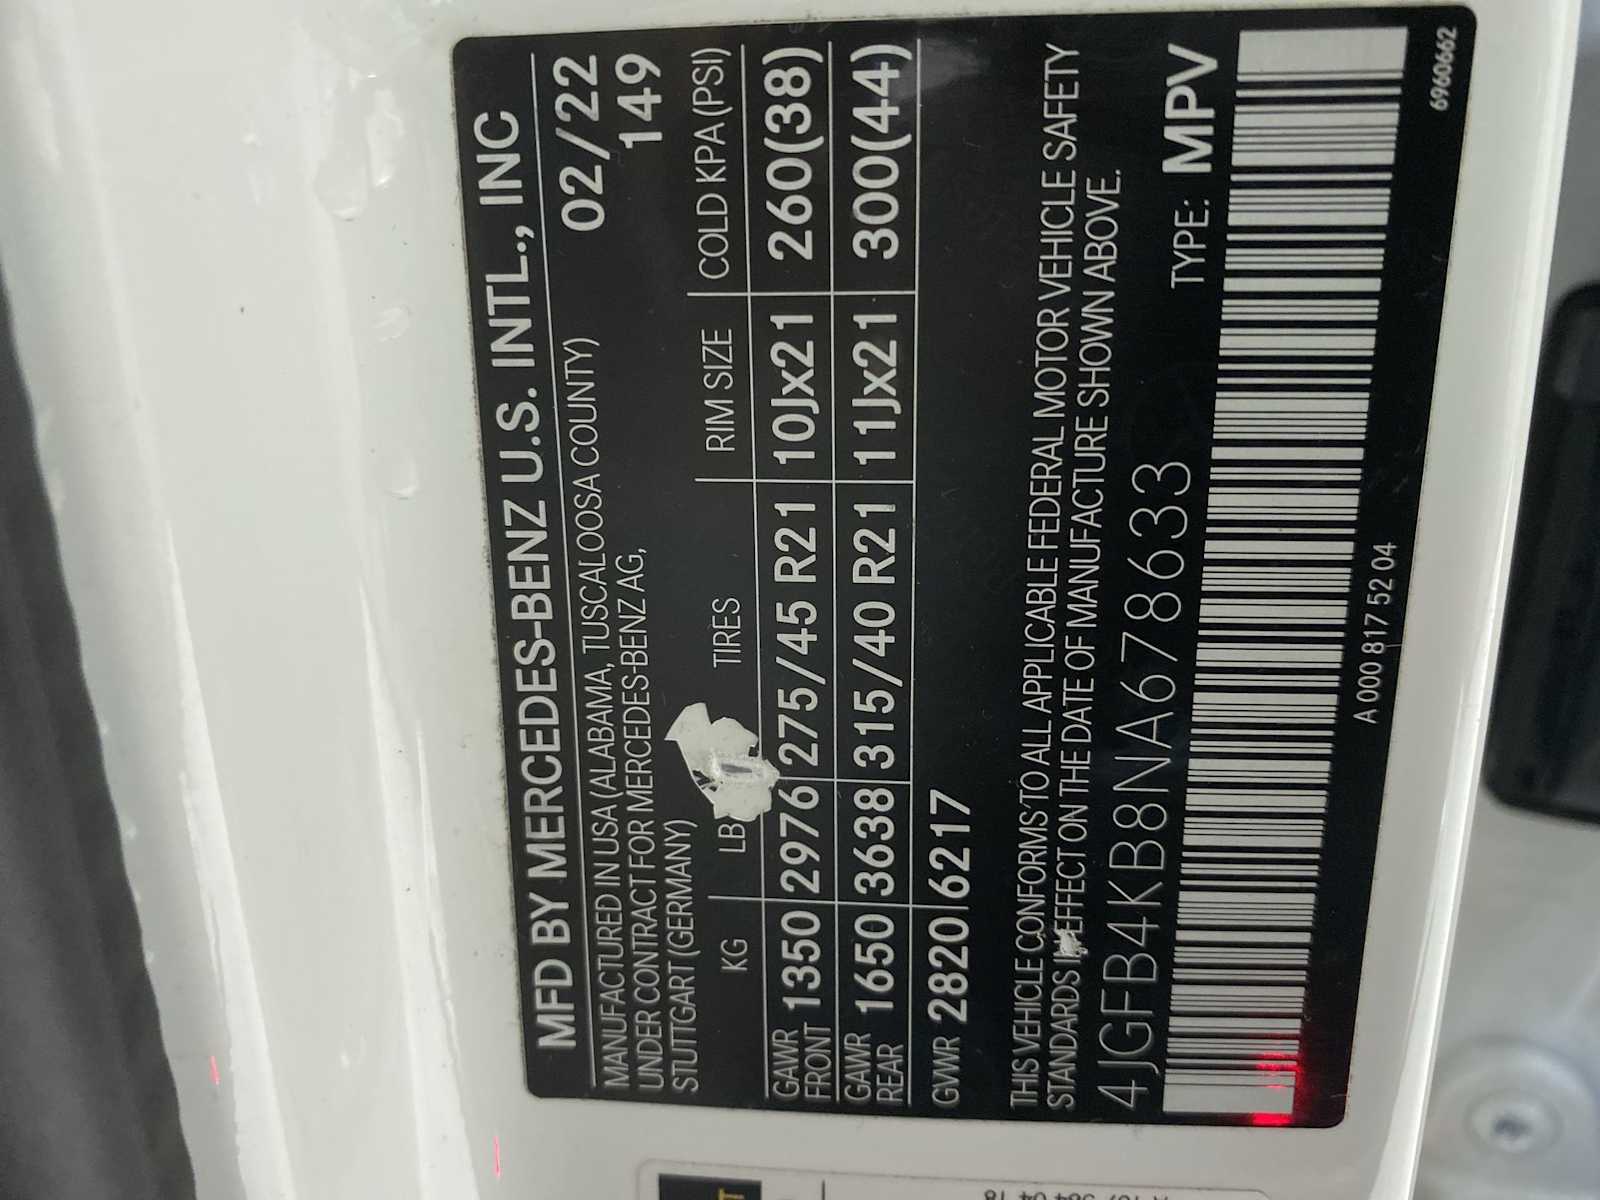 MFD BY MERCEDES-BENZ U.S. INTL., INC
MANUFACTURED IN USA (ALABAMA, TUSCALOOSA COUNTY) 02/22
UNDER CONTRACT FOR MERCEDES-BENZ AG, 149
STUTTGART (GERMANY)
KG LB TIRES RIM SIZE COLD KPA (PSI)
GAWR FRONT 1350 2976 275/45 R21 10Jx21 260(38)
GAWR REAR 1650 3638 315/40 R21 11Jx21 300(44)
GVWR 2820 6217
THIS VEHICLE CONFORMS TO ALL APPLICABLE FEDERAL MOTOR VEHICLE SAFETY
STANDARDS IN EFFECT ON THE DATE OF MANUFACTURE SHOWN ABOVE.
4JGFB4KB8NA678633 TYPE: MPV
A 000 817 52 04
6960662